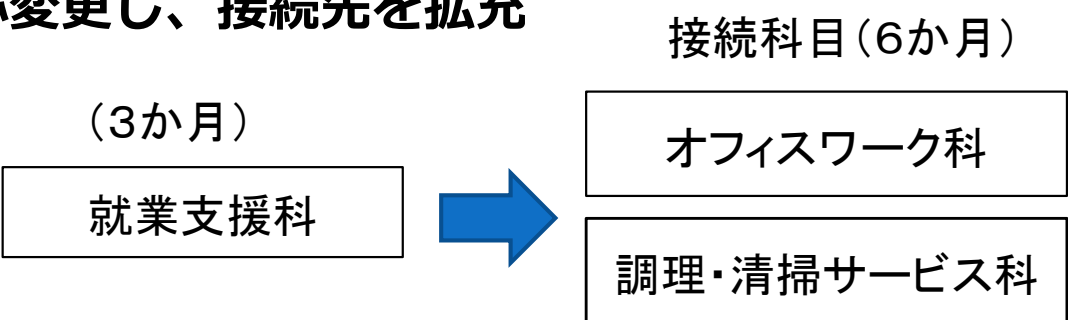 変更し、接続先を拡充
接続科目(6か月)
(3か月)
オフィスワーク科
就業支援科
調理・清掃サービス科